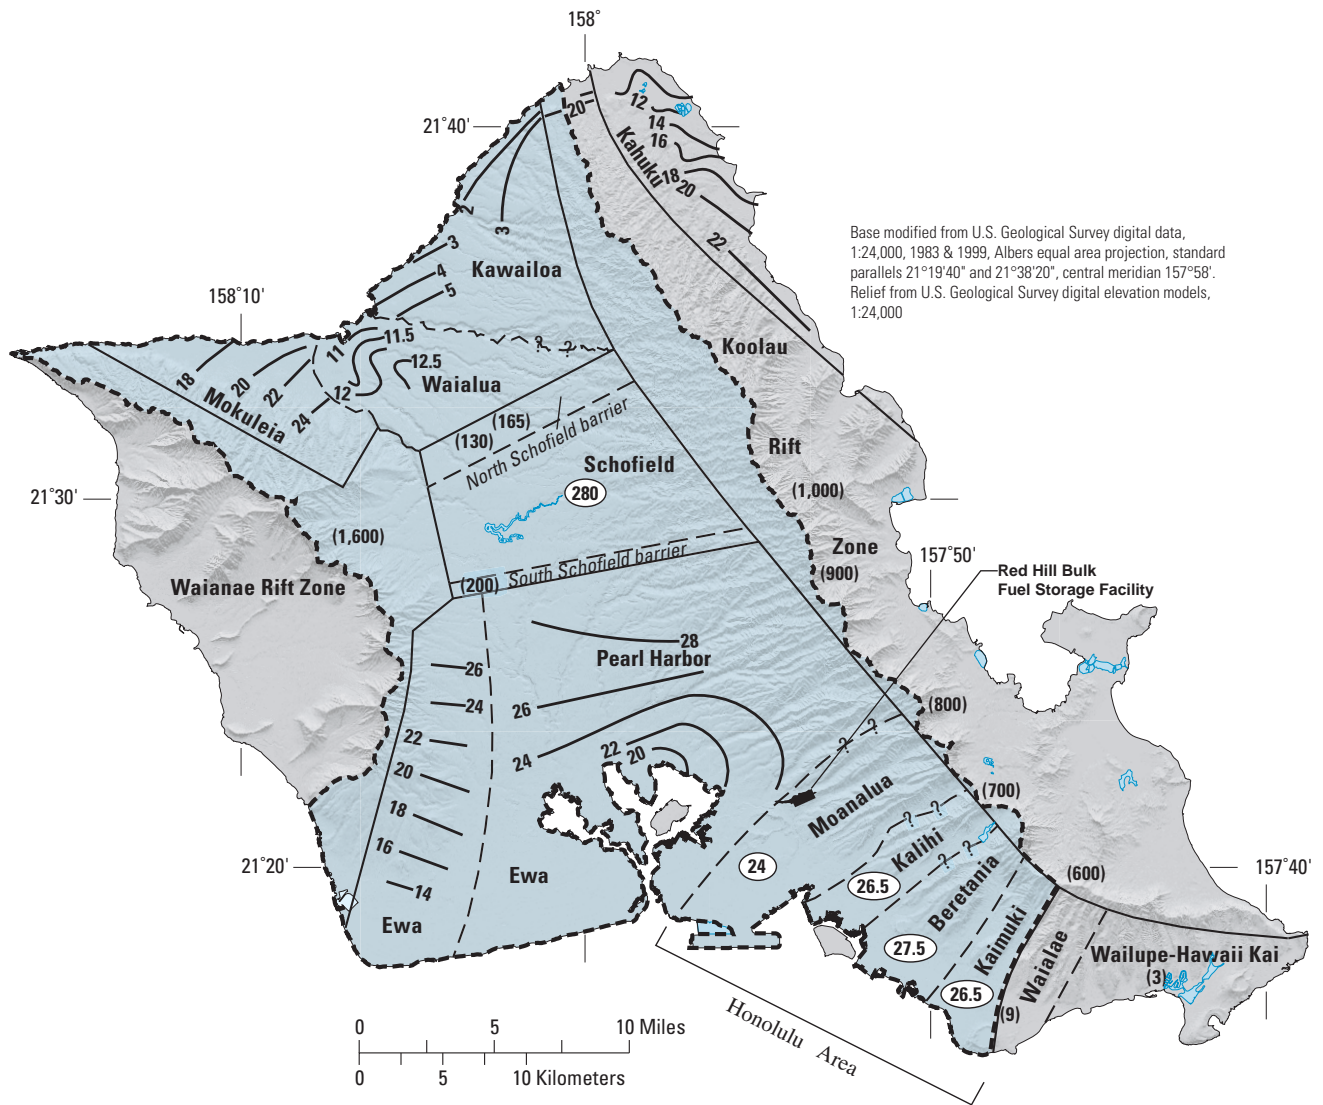 158°
21°40'
20
12
14
16
Kahuku
18
20
22
2
3
3
4
5
Kawailoa
Base modified from U.S. Geological Survey digital data,
1:24,000, 1983 & 1999, Albers equal area projection, standard
parallels 21°19'40" and 21°38'20", central meridian 157°58'.
Relief from U.S. Geological Survey digital elevation models,
1:24,000
158°10'
11
11.5
12
12.5
? ?
Waialua
18
20
22
24
Mokuleia
Koolau
Rift
Zone
(130)
(165)
North Schofield barrier
Schofield
280
(1,000)
21°30'
(1,600)
(200)
South Schofield barrier
(900)
157°50'
Waianae Rift Zone
Red Hill Bulk
Fuel Storage Facility
28
Pearl Harbor
26
24
22
20
18
16
14
26
24
22
20
(800)
? ?
(700)
Moanalua
? ?
Kalihi
? ?
Beretania
Kaimuki
(600)
157°40'
21°20'
Ewa
Ewa
24
26.5
27.5
26.5
Waialae
(9)
Wailupe-Hawaii Kai
(3)
Honolulu Area
0 5 10 Miles
0 5 10 Kilometers